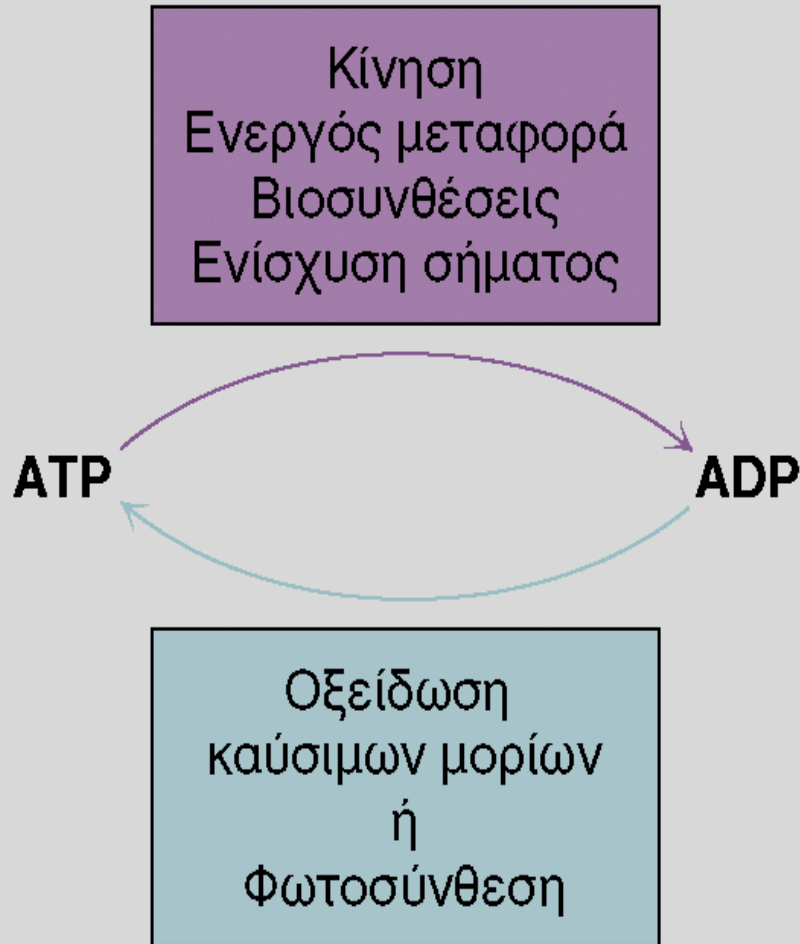 Κίνηση
Ενεργός μεταφορά
Βιοσυνθέσεις
Ενίσχυση σήματος
ATP
ADP
Οξείδωση
καύσιμων μορίων
ή
Φωτοσύνθεση